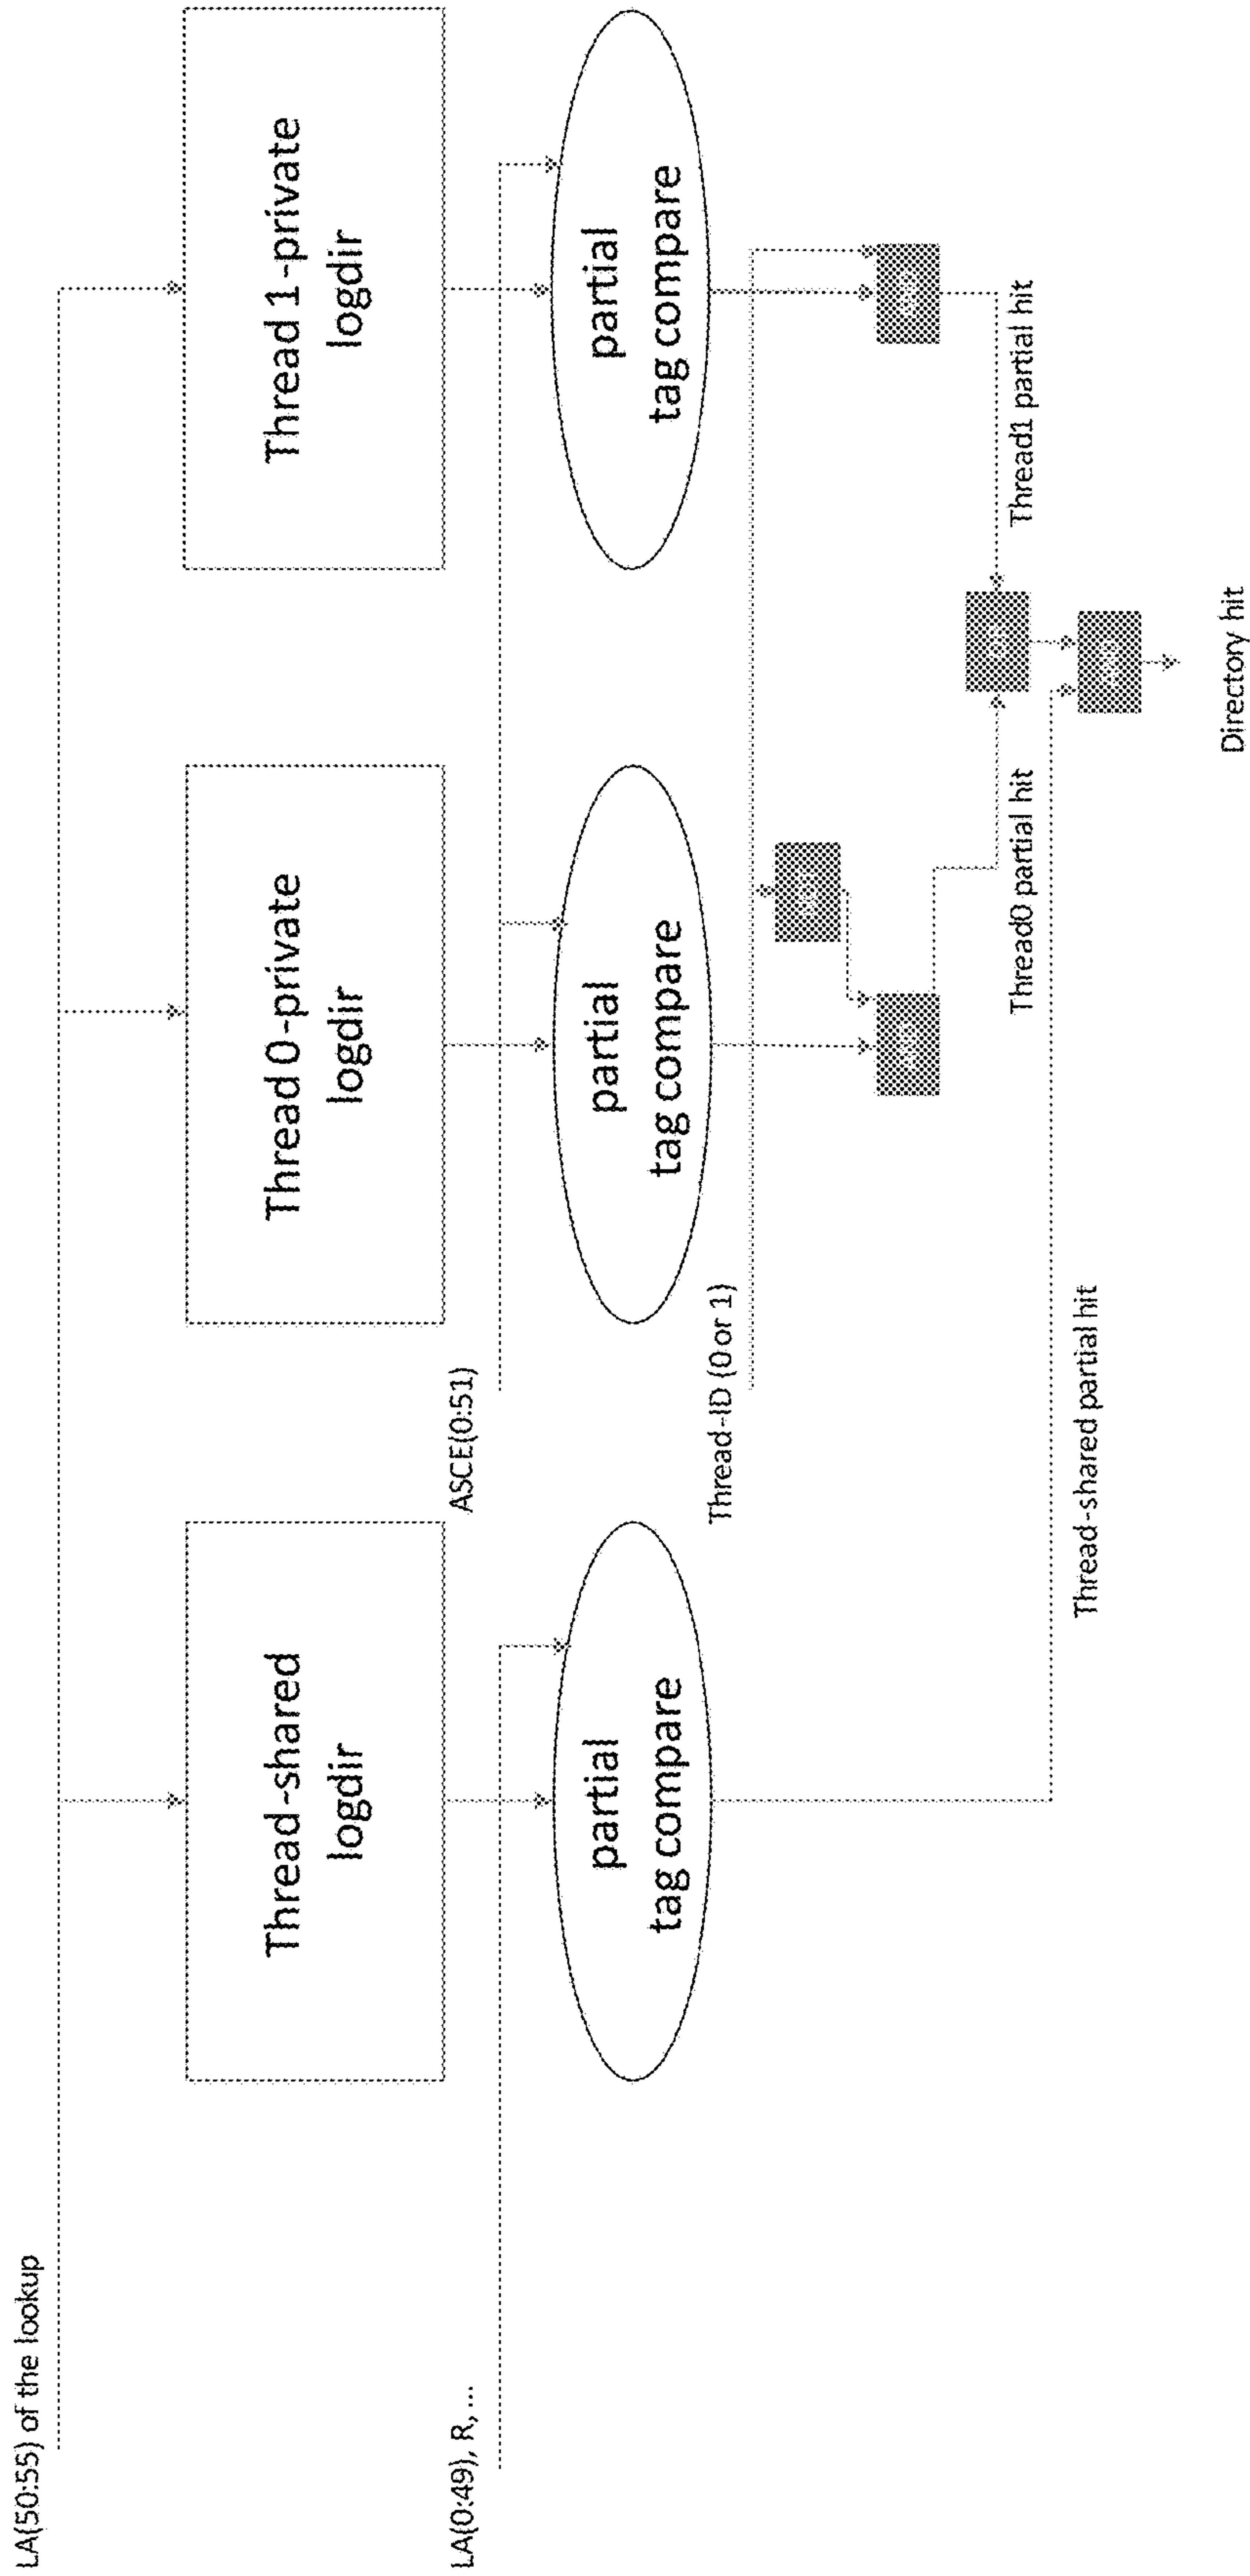 LA(50:55) of the lookup
Thread-shared
logdir
Thread 0-private
logdir
Thread 1-private
logdir
LA(0:49), R, ...
ASCE(0:51)
partial
tag compare
partial
tag compare
partial
tag compare
Thread-ID (0 or 1)
Thread0 partial hit
Thread1 partial hit
Thread-shared partial hit
Directory hit